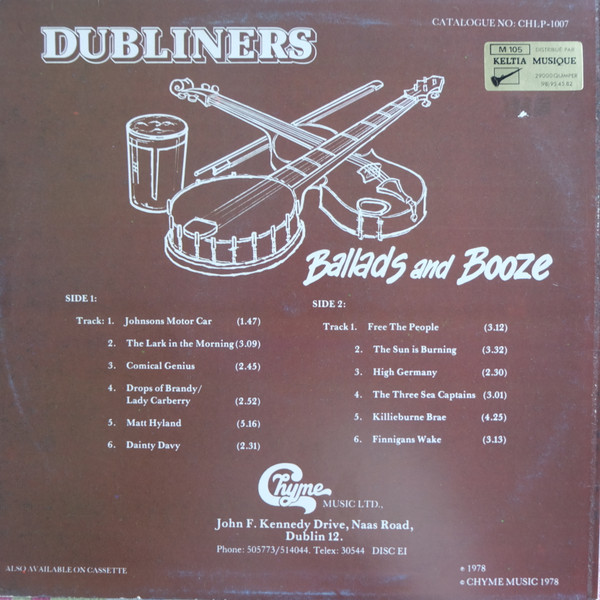 DUBLINERS
CATALOGUE NO: CHLP-1007
M 105 DISTRIBUÉ PAR
KELTIA MUSIQUE
29000 QUIMPER
Ballads and Booze
SIDE 1:
Track: 1. Johnsons Motor Car (1.47)
2. The Lark in the Morning (3.09)
3. Comical Genius (2.45)
4. Drops of Brandy/
Lady Carberry (2.52)
5. Matt Hyland (5.16)
6. Dainty Davy (2.31)
SIDE 2:
Track 1. Free The People (3.12)
2. The Sun is Burning (3.32)
3. High Germany (2.30)
4. The Three Sea Captains (3.01)
5. Killieburne Brae (4.25)
6. Finnigans Wake (3.13)
Chyme
MUSIC LTD.,
John F. Kennedy Drive, Naas Road,
Dublin 12.
Phone: 505773/514044. Telex: 30544 DISC EI
ALSO AVAILABLE ON CASSETTE
℗ 1978
© CHYME MUSIC 1978